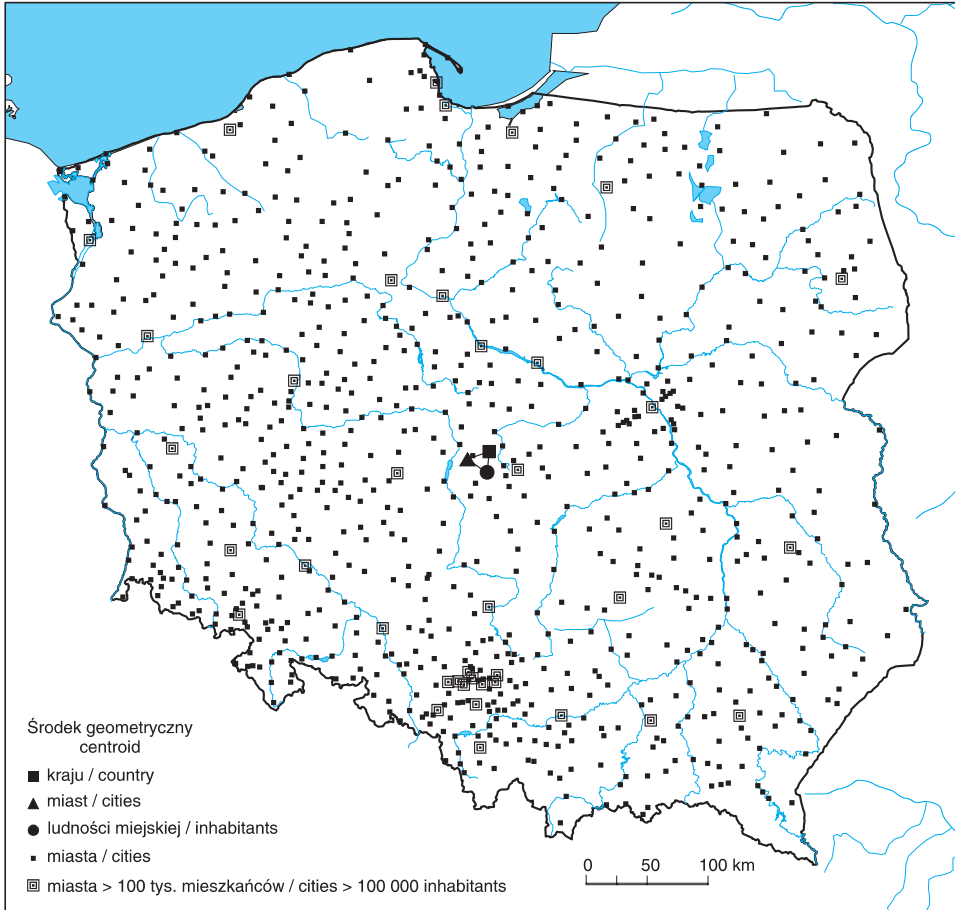 Środek geometryczny
centroid
kraju / country
miast / cities
ludności miejskiej / inhabitants
miasta / cities
miasta > 100 tys. mieszkańców / cities > 100 000 inhabitants
0 50 100 km